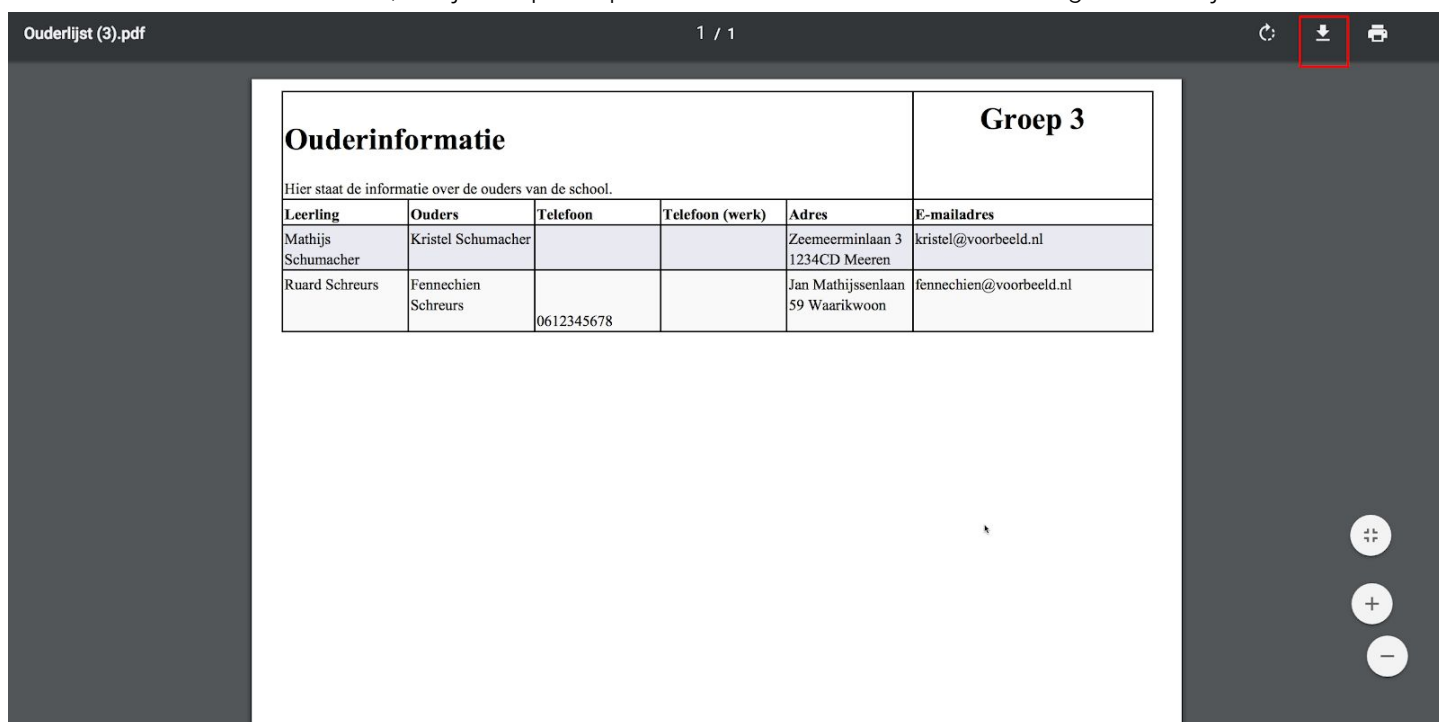 Ouderlijst (3).pdf
1 / 1
Groep 3
Ouderinformatie
Hier staat de informatie over de ouders van de school.
Leerling Ouders Telefoon Telefoon (werk) Adres E-mailadres
Mathijs Kristel Schumacher Zeemeerminlaan 3 kristel@voorbeeld.nl
Schumacher 1234CD Meeren
Ruard Schreurs Fennechien Jan Mathijssenlaan fennechien@voorbeeld.nl
Schreurs 59 Waarikwoon
0612345678